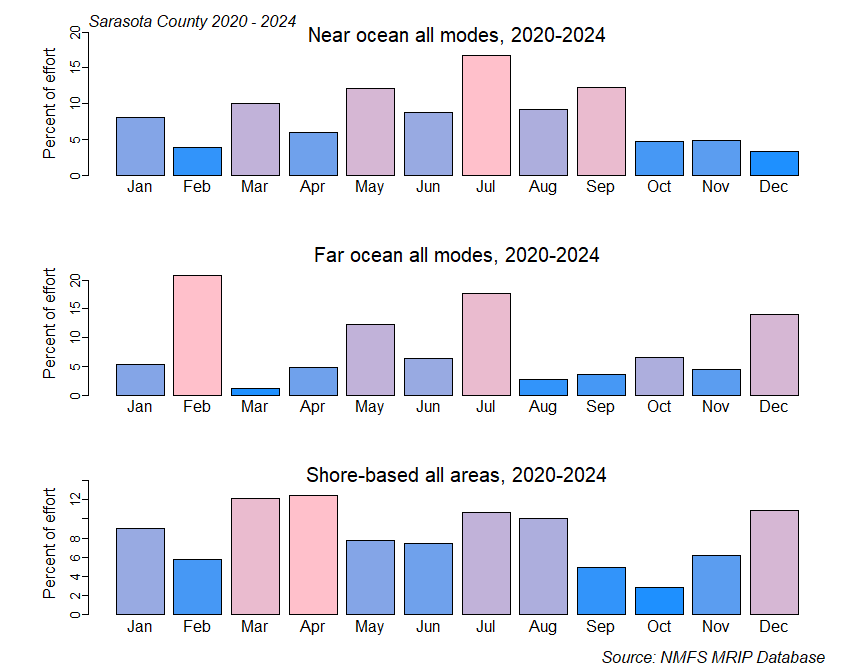 Sarasota County 2020 - 2024
Near ocean all modes, 2020-2024
Percent of effort
0 5 10 15 20
Jan Feb Mar Apr May Jun Jul Aug Sep Oct Nov Dec
Far ocean all modes, 2020-2024
Percent of effort
0 5 10 15 20
Jan Feb Mar Apr May Jun Jul Aug Sep Oct Nov Dec
Shore-based all areas, 2020-2024
Percent of effort
0 2 4 6 8 12
Jan Feb Mar Apr May Jun Jul Aug Sep Oct Nov Dec
Source: NMFS MRIP Database